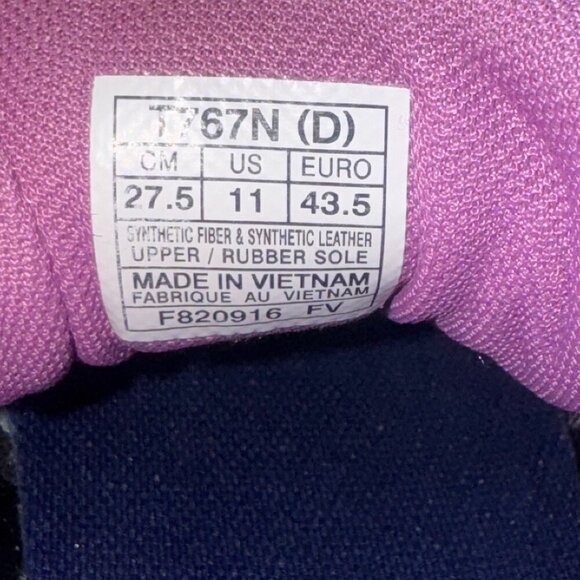 T767N (D)
CM US EURO
27.5 11 43.5
SYNTHETIC FIBER & SYNTHETIC LEATHER
UPPER / RUBBER SOLE
MADE IN VIETNAM
FABRIQUE AU VIETNAM
F820916 FV